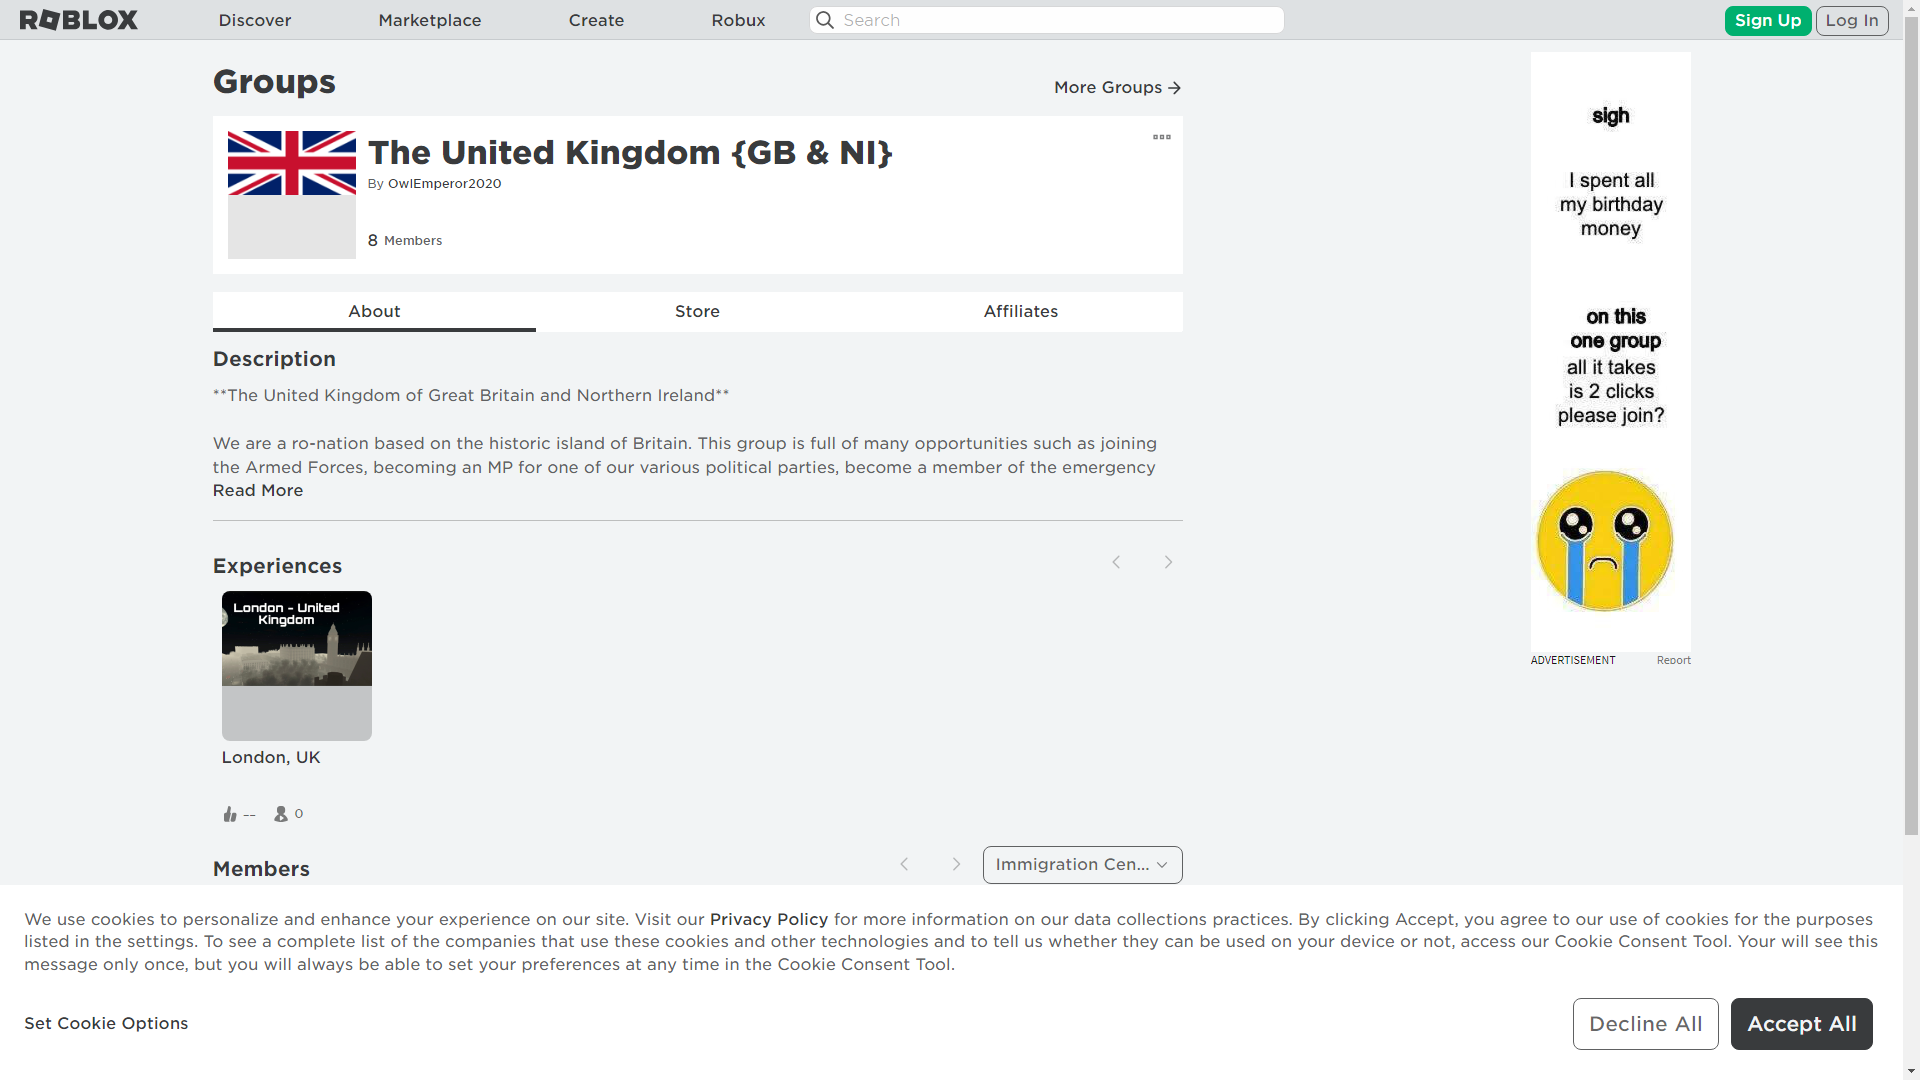 ROBLOX
Discover
Marketplace
Create
Robux
Search
Sign Up
Log In
Groups
More Groups
The United Kingdom {GB & NI}
By OwlEmperor2020
8 Members
About
Store
Affiliates
Description
**The United Kingdom of Great Britain and Northern Ireland**
We are a ro-nation based on the historic island of Britain. This group is full of many opportunities such as joining
the Armed Forces, becoming an MP for one of our various political parties, become a member of the emergency
Read More
Experiences
London - United
Kingdom
London, UK
--
0
Members
Immigration Cen...
sigh
I spent all
my birthday
money
on this
one group
all it takes
is 2 clicks
please join?
ADVERTISEMENT
Report
We use cookies to personalize and enhance your experience on our site. Visit our Privacy Policy for more information on our data collections practices. By clicking Accept, you agree to our use of cookies for the purposes
listed in the settings. To see a complete list of the companies that use these cookies and other technologies and to tell us whether they can be used on your device or not, access our Cookie Consent Tool. Your will see this
message only once, but you will always be able to set your preferences at any time in the Cookie Consent Tool.
Set Cookie Options
Decline All
Accept All